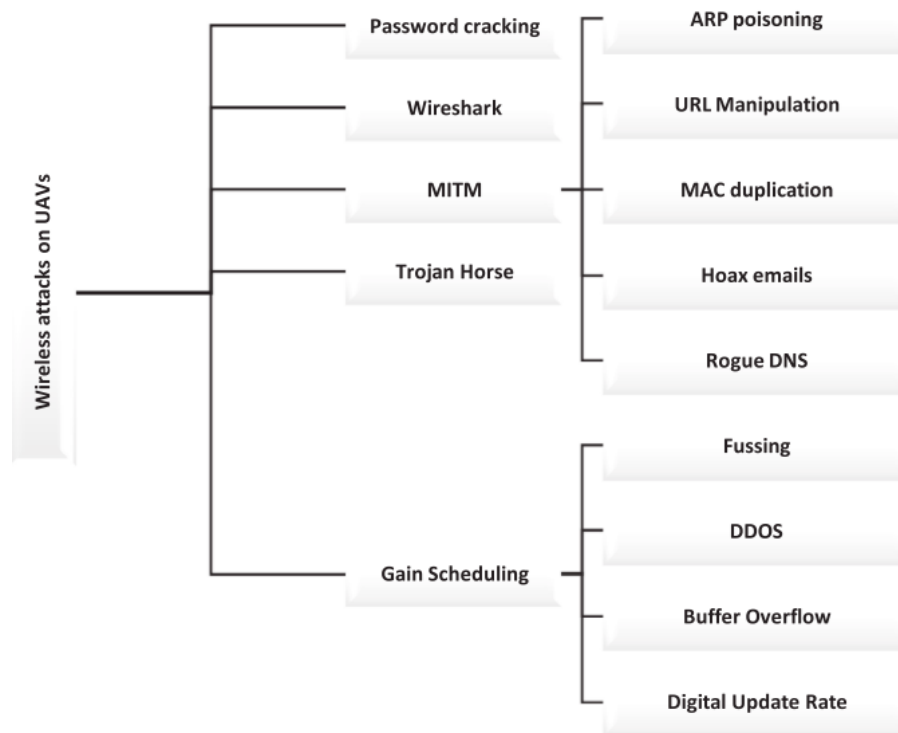 Wireless attacks on UAVs
Password cracking
Wireshark
MITM
Trojan Horse
Gain Scheduling
ARP poisoning
URL Manipulation
MAC duplication
Hoax emails
Rogue DNS
Fussing
DDOS
Buffer Overflow
Digital Update Rate